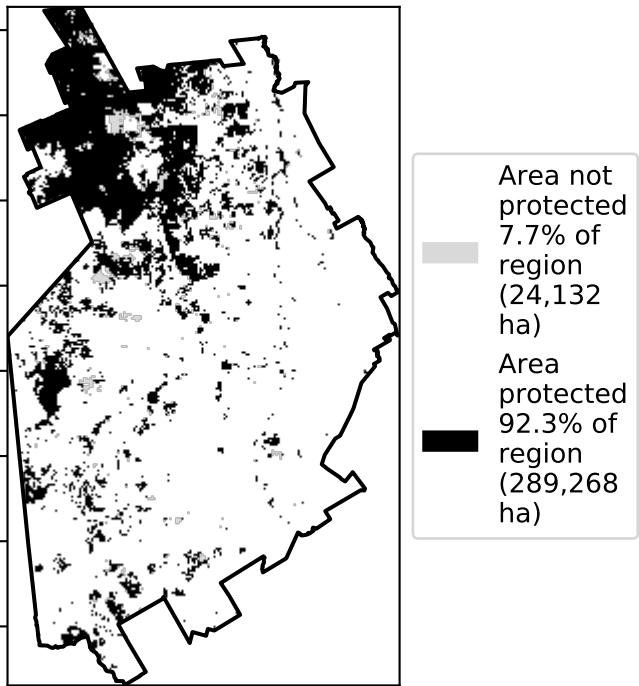 Area not
protected
7.7% of
region
(24,132
ha)
Area
protected
92.3% of
region
(289,268
ha)